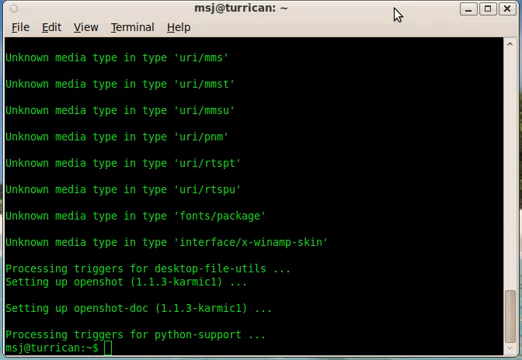 msj@turrican: ~
File Edit View Terminal Help
Unknown media type in type 'uri/mms'
Unknown media type in type 'uri/mmst'
Unknown media type in type 'uri/mmsu'
Unknown media type in type 'uri/pnm'
Unknown media type in type 'uri/rtspt'
Unknown media type in type 'uri/rtspu'
Unknown media type in type 'fonts/package'
Unknown media type in type 'interface/x-winamp-skin'
Processing triggers for desktop-file-utils ...
Setting up openshot (1.1.3-karmic1) ...
Setting up openshot-doc (1.1.3-karmic1) ...
Processing triggers for python-support ...
msj@turrican:~$